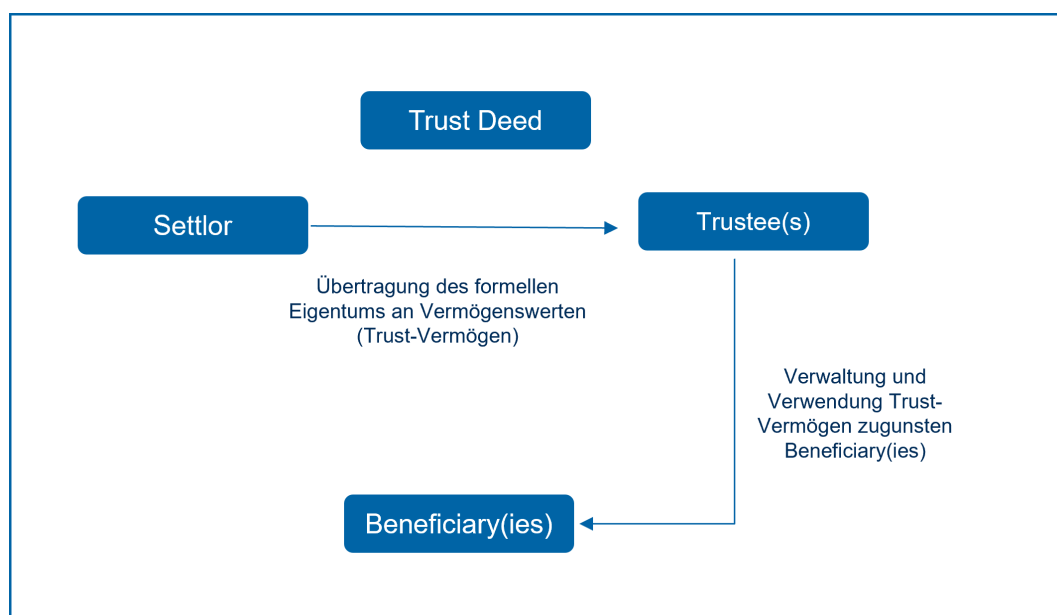 Trust Deed
Settlor
Trustee(s)
Übertragung des formellen
Eigentums an Vermögenswerten
(Trust-Vermögen)
Verwaltung und
Verwendung Trust-
Vermögen zugunsten
Beneficiary(ies)
Beneficiary(ies)